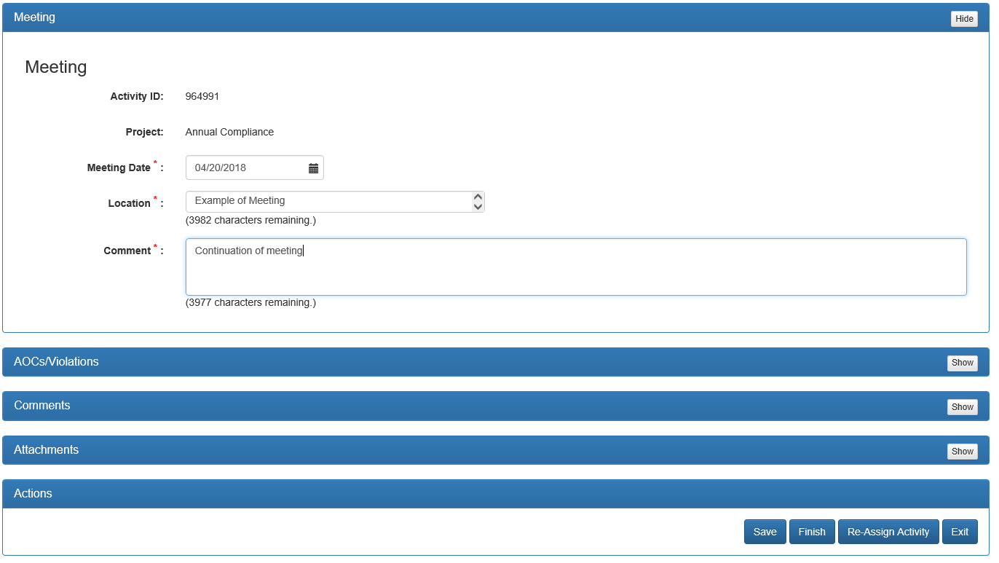 Meeting
Hide
Meeting
Activity ID: 964991
Project: Annual Compliance
Meeting Date * : 04/20/2018
Location * : Example of Meeting
(3982 characters remaining.)
Comment * : Continuation of meeting
(3977 characters remaining.)
AOCs/Violations Show
Comments Show
Attachments Show
Actions
Save Finish Re-Assign Activity Exit